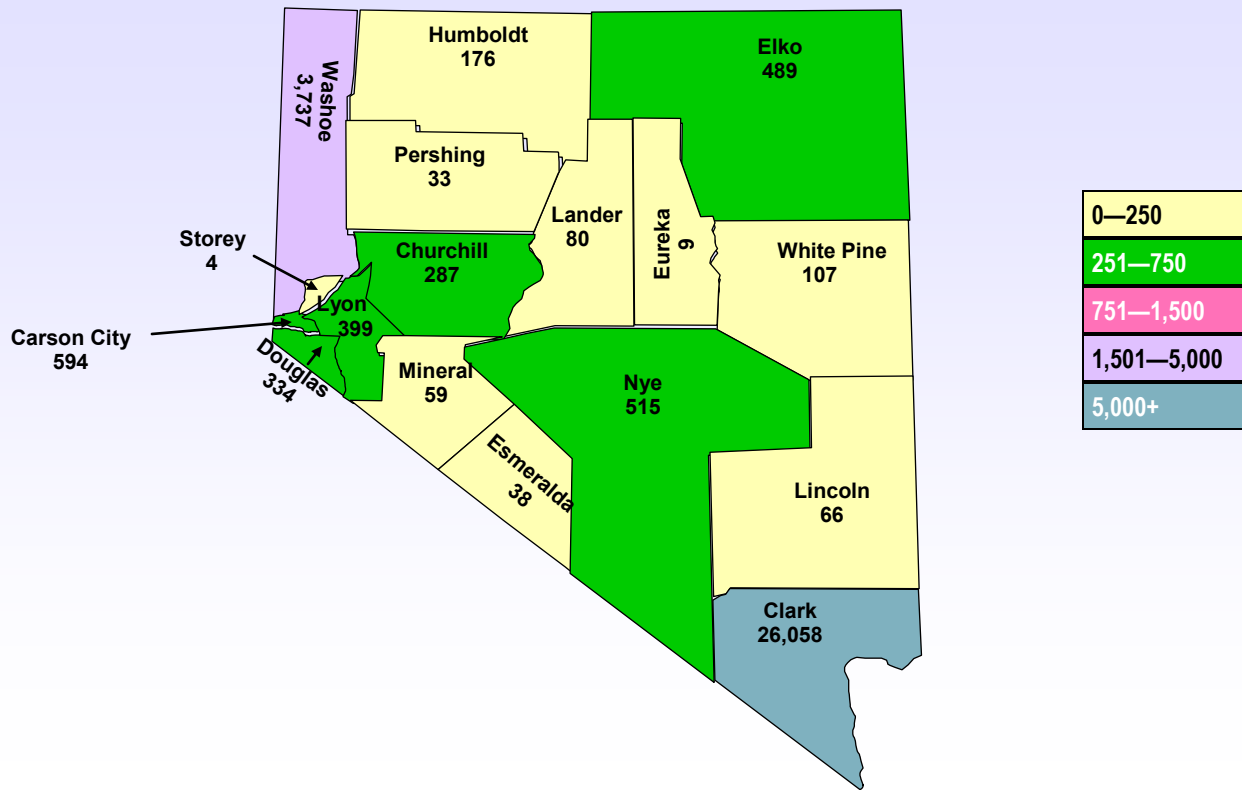 Humboldt
176
Elko
489
Washoe
3,737
Pershing
33
Lander
80
Eureka
9
White Pine
107
Storey
4
Churchill
287
Lyon
399
Carson City
594
Douglas
334
Mineral
59
Nye
515
Esmeralda
38
Lincoln
66
Clark
26,058
0—250
251—750
751—1,500
1,501—5,000
5,000+